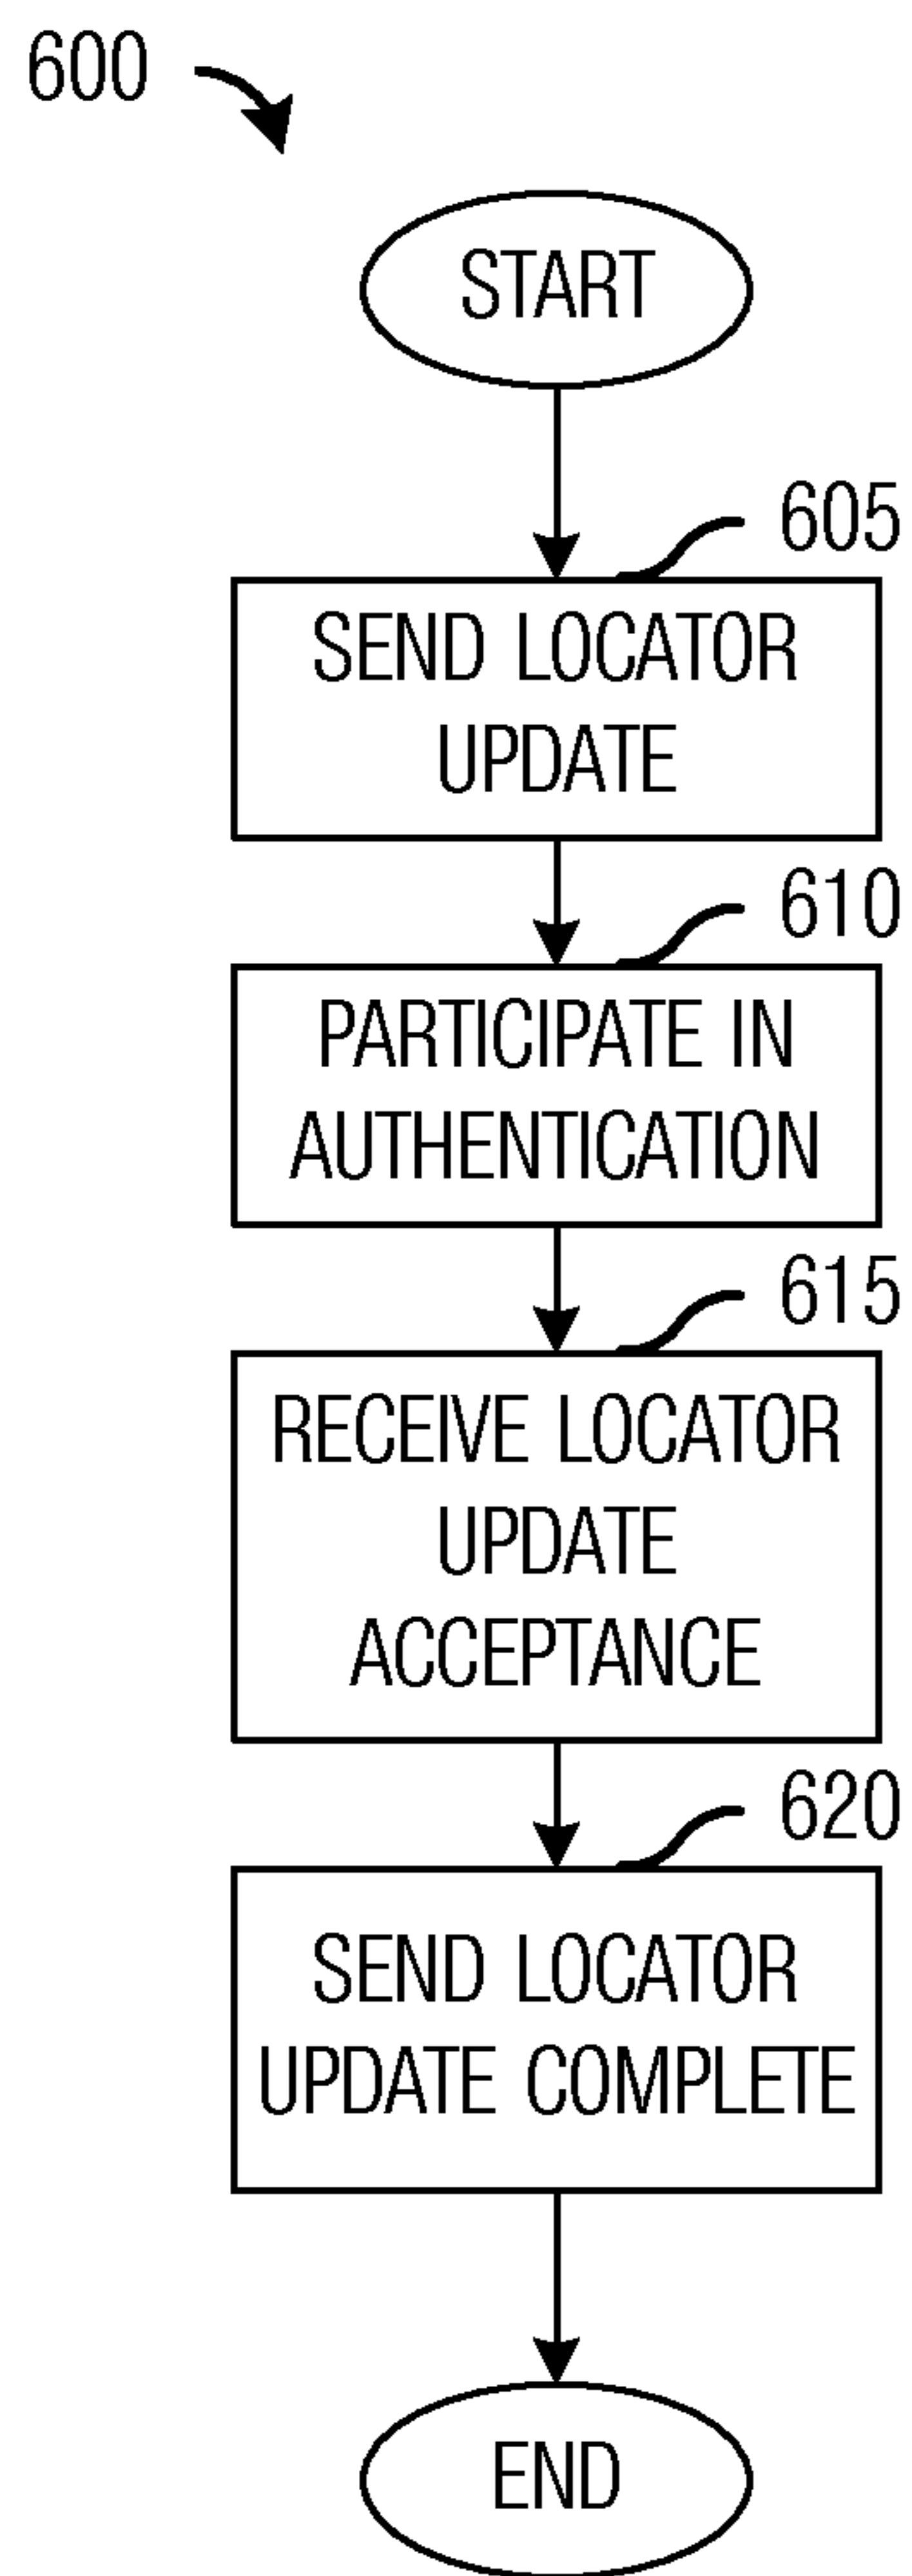 600
START
605
SEND LOCATOR
UPDATE
610
PARTICIPATE IN
AUTHENTICATION
615
RECEIVE LOCATOR
UPDATE
ACCEPTANCE
620
SEND LOCATOR
UPDATE COMPLETE
END